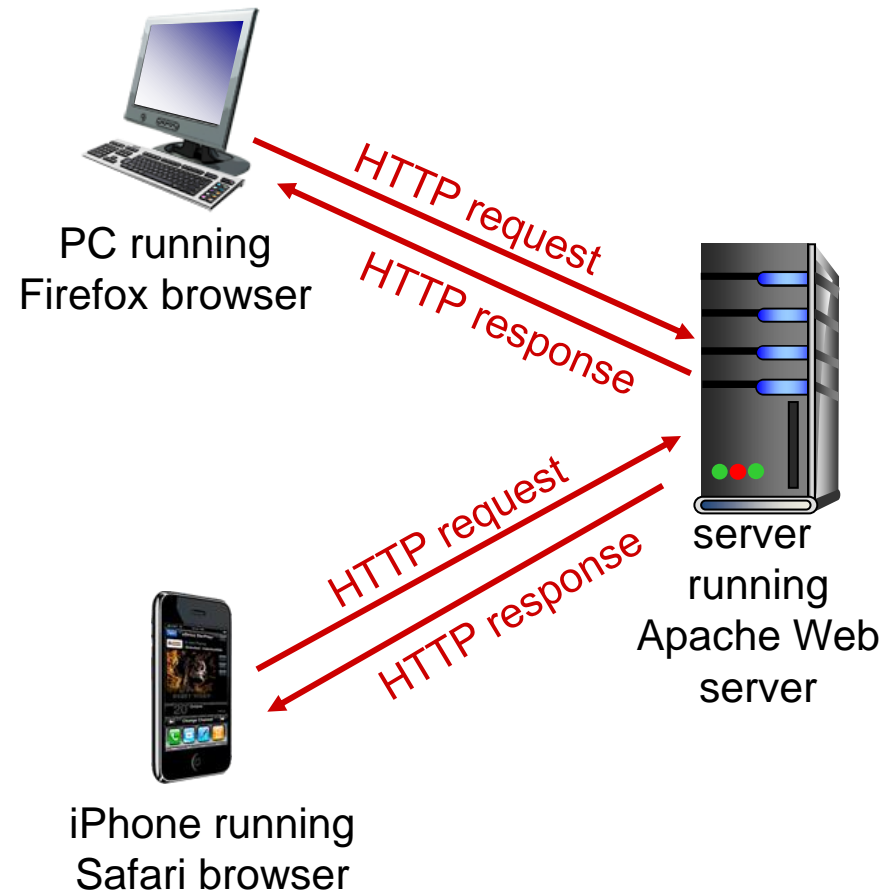 HTTP request
HTTP response
PC running
Firefox browser
HTTP request
HTTP response
server
running
Apache Web
server
iPhone running
Safari browser